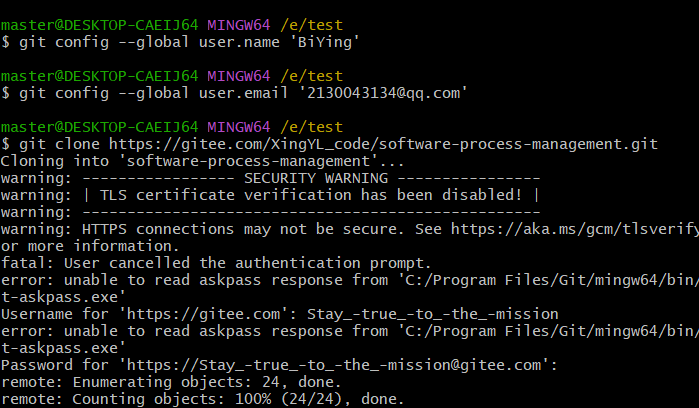 master@DESKTOP-CAEIJ64 MINGW64 /e/test
$ git config --global user.name 'BiYing'
master@DESKTOP-CAEIJ64 MINGW64 /e/test
$ git config --global user.email '2130043134@qq.com'
master@DESKTOP-CAEIJ64 MINGW64 /e/test
$ git clone https://gitee.com/XingYL_code/software-process-management.git
Cloning into 'software-process-management'...
warning: ----------------- SECURITY WARNING ----------------
warning: | TLS certificate verification has been disabled! |
warning: ---------------------------------------------------
warning: HTTPS connections may not be secure. See https://aka.ms/gcm/tlsverify
or more information.
fatal: User cancelled the authentication prompt.
error: unable to read askpass response from 'C:/Program Files/Git/mingw64/bin/
t-askpass.exe'
Username for 'https://gitee.com': Stay_-true_-to_-the_-mission
error: unable to read askpass response from 'C:/Program Files/Git/mingw64/bin/
t-askpass.exe'
Password for 'https://Stay_-true_-to_-the_-mission@gitee.com':
remote: Enumerating objects: 24, done.
remote: Counting objects: 100% (24/24), done.